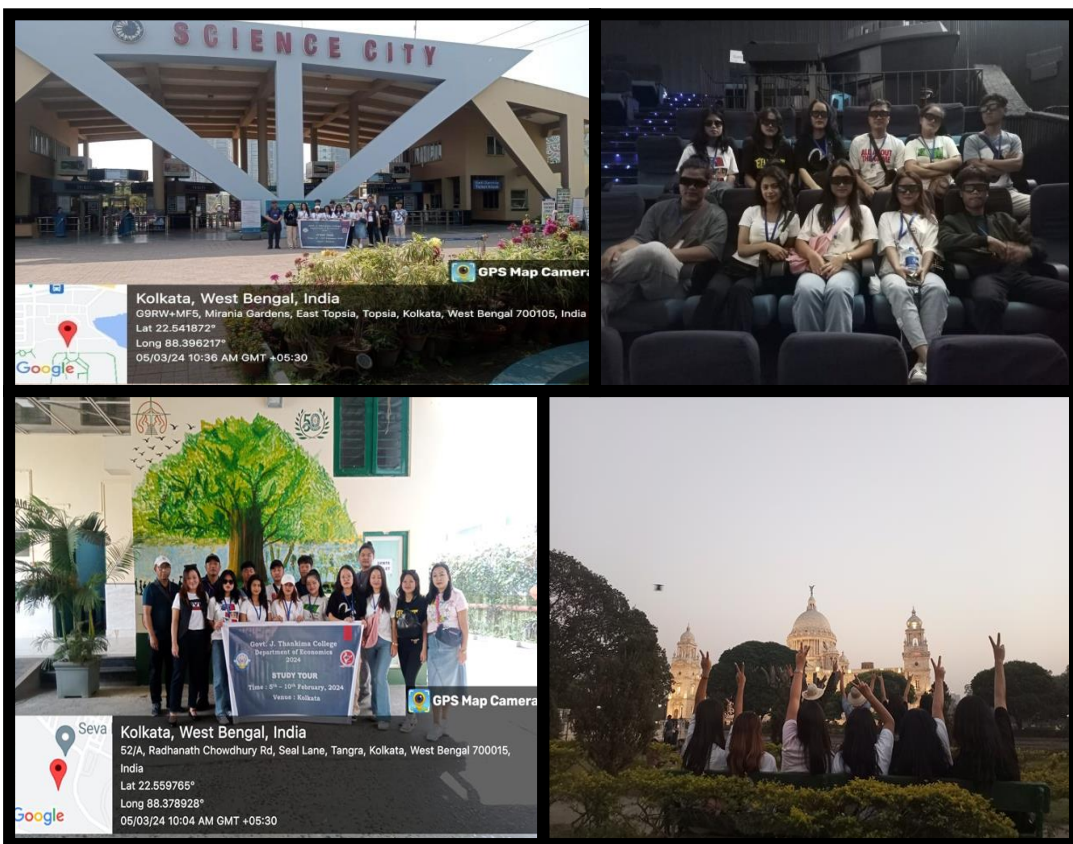 SCIENCE CITY
GPS Map Camera
Kolkata, West Bengal, India
G9RW+MF5, Mirania Gardens, East Topsia, Topsia, Kolkata, West Bengal 700105, India
Lat 22.541872°
Long 88.396217°
05/03/24 10:36 AM GMT +05:30
Google
50
Govt. J. Thankima College
Department of Economics
2024
STUDY TOUR
Time : 5th - 10th February, 2024
Venue : Kolkata
GPS Map Camera
Seva
Kolkata, West Bengal, India
52/A, Radhanath Chowdhury Rd, Seal Lane, Tangra, Kolkata, West Bengal 700015,
India
Lat 22.559765°
Long 88.378928°
05/03/24 10:04 AM GMT +05:30
Google